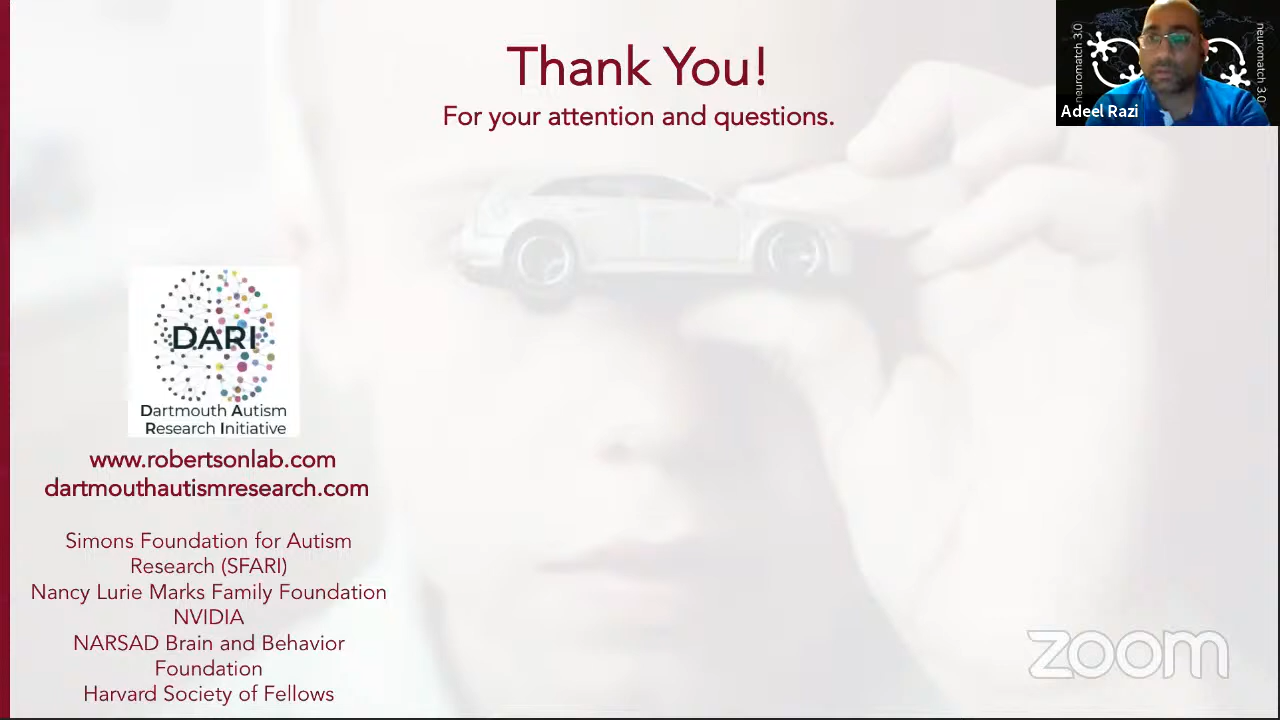 Thank You!
For your attention and questions.
neuromatch 3.0
neuromatch 3.0
Adeel Razi
DARI
Dartmouth Autism
Research Initiative
www.robertsonlab.com
dartmouthautismresearch.com
Simons Foundation for Autism
Research (SFARI)
Nancy Lurie Marks Family Foundation
NVIDIA
NARSAD Brain and Behavior
Foundation
Harvard Society of Fellows
zoom